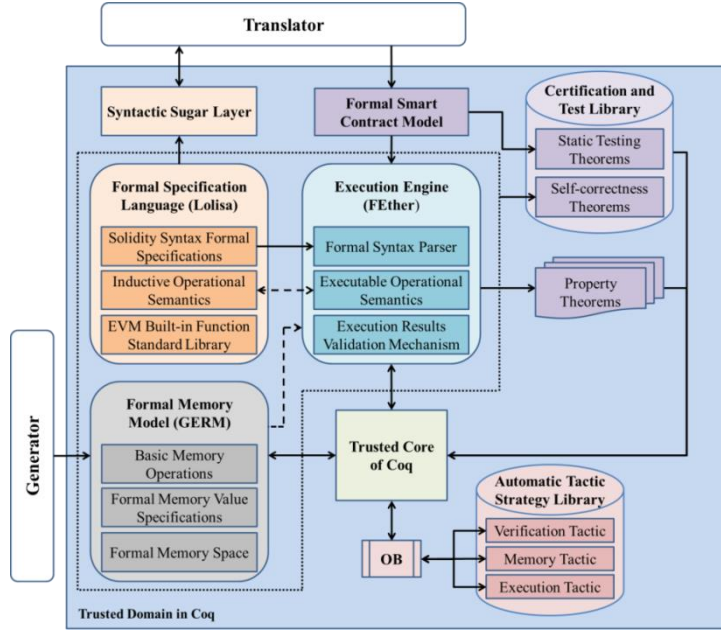 Translator
Syntactic Sugar Layer
Formal Smart
Contract Model
Certification and
Test Library
Static Testing
Theorems
Self-correctness
Theorems
Formal Specification
Language (Lolisa)
Solidity Syntax Formal
Specifications
Inductive Operational
Semantics
EVM Built-in Function
Standard Library
Execution Engine
(FEther)
Formal Syntax Parser
Executable Operational
Semantics
Execution Results
Validation Mechanism
Property
Theorems
Generator
Formal Memory
Model (GERM)
Basic Memory
Operations
Formal Memory Value
Specifications
Formal Memory Space
Trusted Core
of Coq
OB
Automatic Tactic
Strategy Library
Verification Tactic
Memory Tactic
Execution Tactic
Trusted Domain in Coq